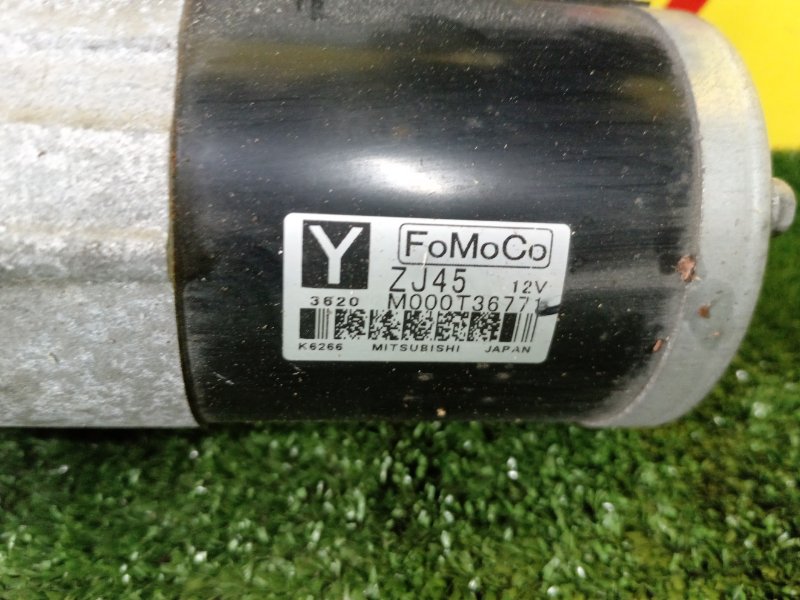 Y FoMoCo
ZJ45 12V
3620 M000T36771
K6266 MITSUBISHI JAPAN